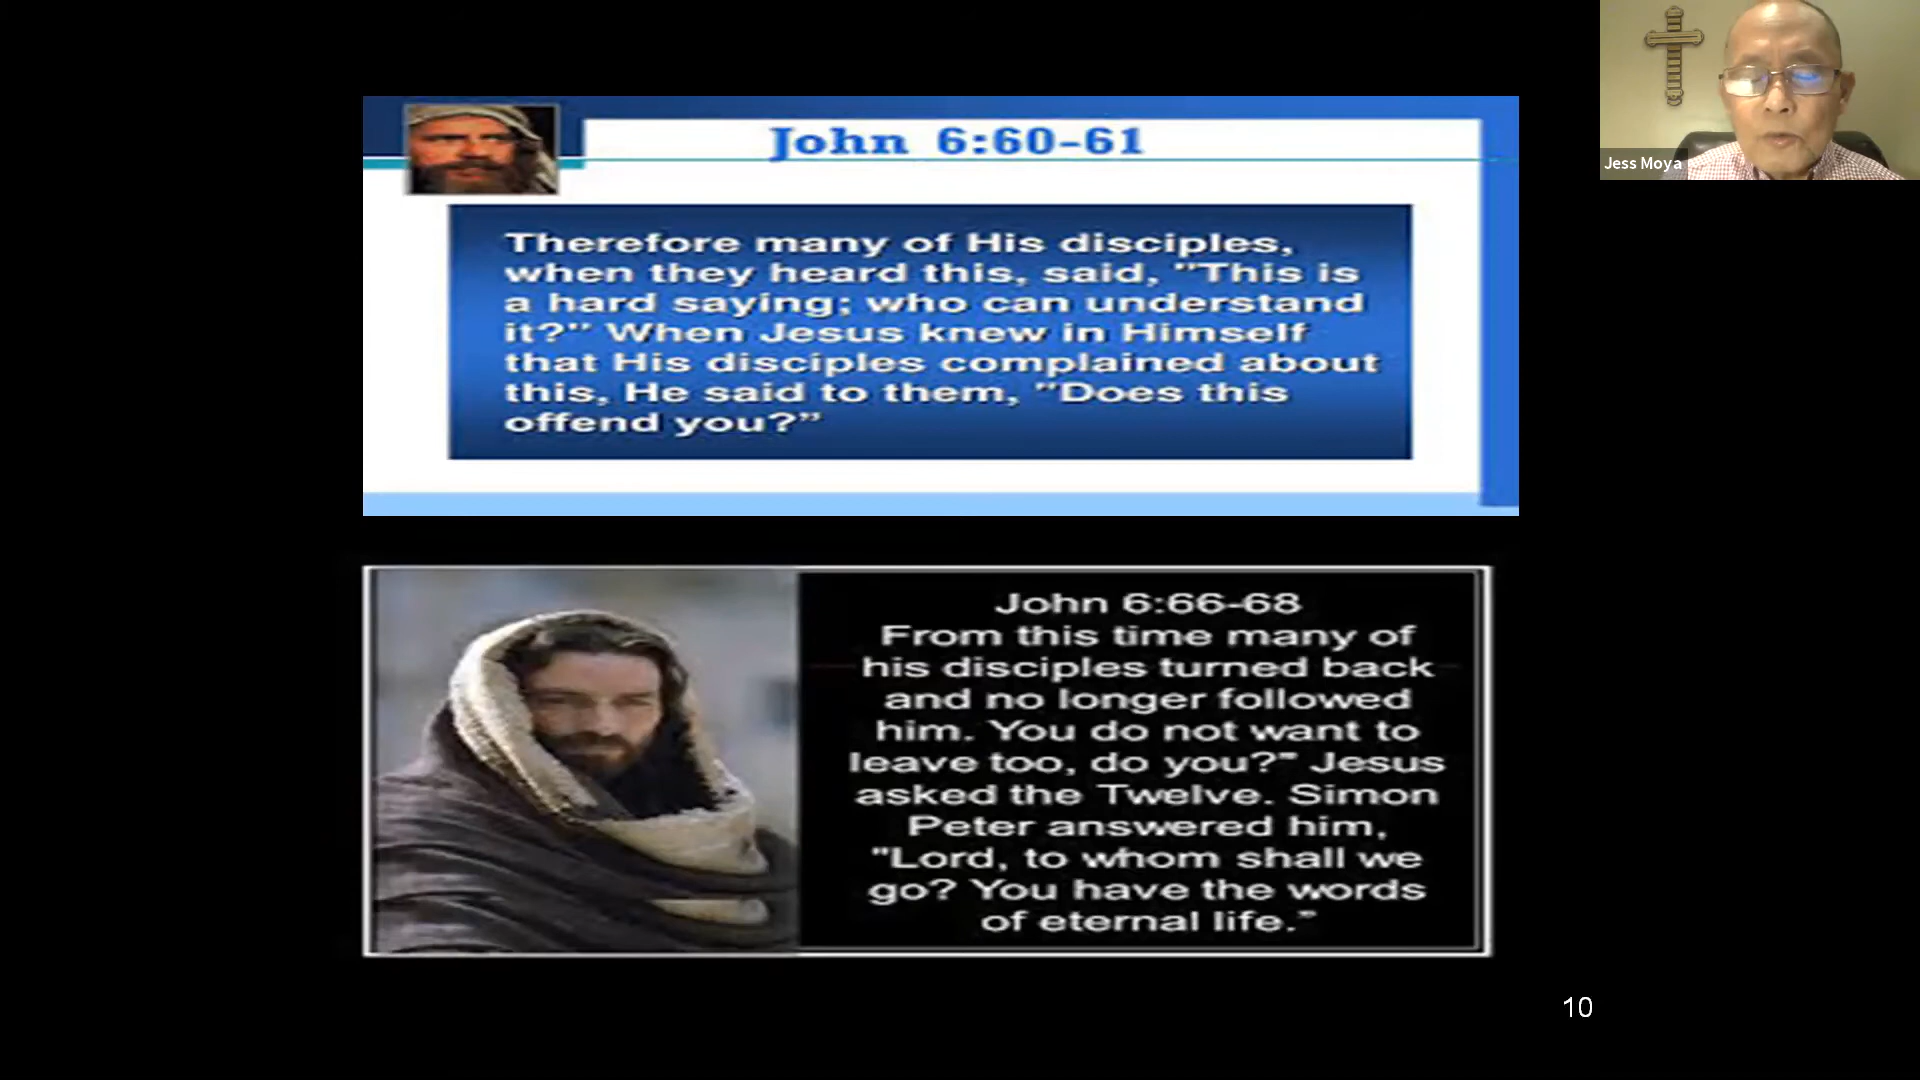 John 6:60-61
Therefore many of His disciples,
when they heard this, said, "This is
a hard saying; who can understand
it?" When Jesus knew in Himself
that His disciples complained about
this, He said to them, "Does this
offend you?”
John 6:66-68
From this time many of
his disciples turned back
and no longer followed
him. You do not want to
leave too, do you?" Jesus
asked the Twelve. Simon
Peter answered him,
"Lord, to whom shall we
go? You have the words
of eternal life.”
10
Jess Moya